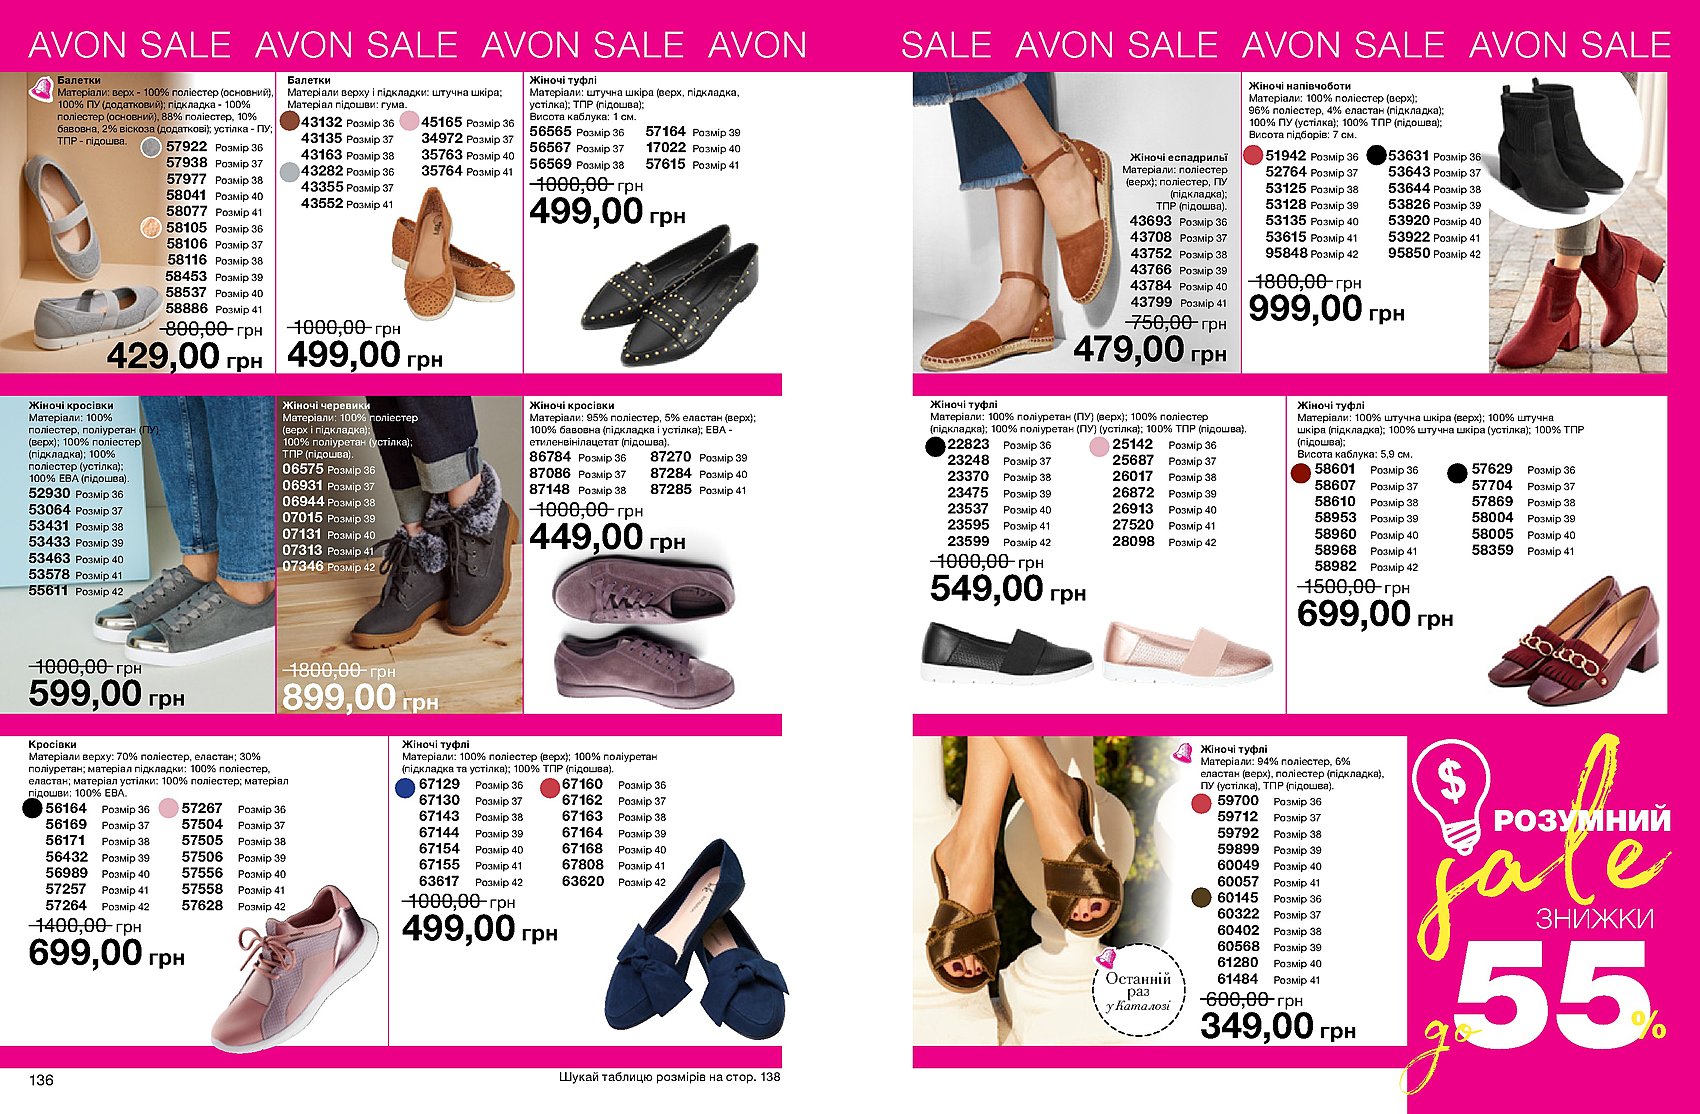 AVON SALE AVON SALE AVON SALE AVON
SALE AVON SALE AVON SALE AVON SALE
Балетки
Матеріали: верх - 100% поліестер (основний),
100% ПУ (додатковий); підкладка - 100%
поліестер (основний), 88% поліестер, 10%
бавовна, 2% віскоза (додаткові); устілка - ПУ;
ТПР - підошва.
57922 Розмір 36
57938 Розмір 37
57977 Розмір 38
58041 Розмір 40
58077 Розмір 41
58105 Розмір 36
58106 Розмір 37
58116 Розмір 38
58453 Розмір 39
58537 Розмір 40
58886 Розмір 41
800,00 грн
429,00 грн
Балетки
Матеріали верху і підкладки: штучна шкіра;
Матеріал підошви: гума.
43132 Розмір 36 45165 Розмір 36
43135 Розмір 37 34972 Розмір 37
43163 Розмір 38 35763 Розмір 40
43282 Розмір 36 35764 Розмір 41
43355 Розмір 37
43552 Розмір 41
1000,00 грн
499,00 грн
Жіночі туфлі
Матеріали: штучна шкіра (верх, підкладка,
устілка); ТПР (підошва);
Висота каблука: 1 см.
56565 Розмір 36 57164 Розмір 39
56567 Розмір 37 17022 Розмір 40
56569 Розмір 38 57615 Розмір 41
1000,00 грн
499,00 грн
Жіночі еспадрильї
Матеріали: поліестер
(верх); поліестер, ПУ
(підкладка);
ТПР (підошва).
43693 Розмір 36
43708 Розмір 37
43752 Розмір 38
43766 Розмір 39
43784 Розмір 40
43799 Розмір 41
750,00 грн
479,00 грн
Жіночі напівчоботи
Матеріали: 100% поліестер (верх);
96% поліестер, 4% еластан (підкладка);
100% ПУ (устілка); 100% ТПР (підошва);
Висота підборів: 7 см.
51942 Розмір 36 53631 Розмір 36
52764 Розмір 37 53643 Розмір 37
53125 Розмір 38 53644 Розмір 38
53128 Розмір 39 53826 Розмір 39
53135 Розмір 40 53920 Розмір 40
53615 Розмір 41 53922 Розмір 41
95848 Розмір 42 95850 Розмір 42
1800,00 грн
999,00 грн
Жіночі кросівки
Матеріали: 100%
поліестер, поліуретан (ПУ)
(верх); 100% поліестер
(підкладка); 100%
поліестер (устілка);
100% ЕВА (підошва).
52930 Розмір 36
53064 Розмір 37
53431 Розмір 38
53433 Розмір 39
53463 Розмір 40
53578 Розмір 41
55611 Розмір 42
1000,00 грн
599,00 грн
Жіночі черевики
Матеріали: 100% поліестер
(верх і підкладка);
100% поліуретан (устілка);
ТПР (підошва).
06575 Розмір 36
06931 Розмір 37
06944 Розмір 38
07015 Розмір 39
07131 Розмір 40
07313 Розмір 41
07346 Розмір 42
1800,00 грн
899,00 грн
Жіночі кросівки
Матеріали: 95% поліестер, 5% еластан (верх);
100% бавовна (підкладка і устілка); ЕВА -
етиленвінілацетат (підошва).
86784 Розмір 36 87270 Розмір 39
87086 Розмір 37 87284 Розмір 40
87148 Розмір 38 87285 Розмір 41
1000,00 грн
449,00 грн
Жіночі туфлі
Матеріали: 100% поліуретан (ПУ) (верх); 100% поліестер
(підкладка); 100% поліуретан (ПУ) (устілка); 100% ТПР (підошва).
22823 Розмір 36 25142 Розмір 36
23248 Розмір 37 25687 Розмір 37
23370 Розмір 38 26017 Розмір 38
23475 Розмір 39 26872 Розмір 39
23537 Розмір 40 26913 Розмір 40
23595 Розмір 41 27520 Розмір 41
23599 Розмір 42 28098 Розмір 42
1000,00 грн
549,00 грн
Жіночі туфлі
Матеріали: 100% штучна шкіра (верх); 100% штучна
шкіра (підкладка); 100% штучна шкіра (устілка); 100% ТПР
(підошва);
Висота каблука: 5,9 см.
58601 Розмір 36 57629 Розмір 36
58607 Розмір 37 57704 Розмір 37
58610 Розмір 38 57869 Розмір 38
58953 Розмір 39 58004 Розмір 39
58960 Розмір 40 58005 Розмір 40
58968 Розмір 41 58359 Розмір 41
58982 Розмір 42
1500,00 грн
699,00 грн
Кросівки
Матеріали верху: 70% поліестер, еластан; 30%
поліуретан; матеріал підкладки: 100% поліестер,
еластан; матеріал устілки: 100% поліестер; матеріал
підошви: 100% ЕВА.
56164 Розмір 36 57267 Розмір 36
56169 Розмір 37 57504 Розмір 37
56171 Розмір 38 57505 Розмір 38
56432 Розмір 39 57506 Розмір 39
56989 Розмір 40 57556 Розмір 40
57257 Розмір 41 57558 Розмір 41
57264 Розмір 42 57628 Розмір 42
1400,00 грн
699,00 грн
Жіночі туфлі
Матеріали: 100% поліестер (верх); 100% поліуретан
(підкладка та устілка); 100% ТПР (підошва).
67129 Розмір 36 67160 Розмір 36
67130 Розмір 37 67162 Розмір 37
67143 Розмір 38 67163 Розмір 38
67144 Розмір 39 67164 Розмір 39
67154 Розмір 40 67168 Розмір 40
67155 Розмір 41 67808 Розмір 41
63617 Розмір 42 63620 Розмір 42
1000,00 грн
499,00 грн
Жіночі туфлі
Матеріали: 94% поліестер, 6%
еластан (верх), поліестер (підкладка),
ПУ (устілка), ТПР (підошва).
59700 Розмір 36
59712 Розмір 37
59792 Розмір 38
59899 Розмір 39
60049 Розмір 40
60057 Розмір 41
60145 Розмір 36
60322 Розмір 37
60402 Розмір 38
60568 Розмір 39
61280 Розмір 40
61484 Розмір 41
600,00 грн
349,00 грн
Останній
раз
у Каталозі
$
РОЗУМНИЙ
sale
ЗНИЖКИ
до 55%
136
Шукай таблицю розмірів на стор. 138